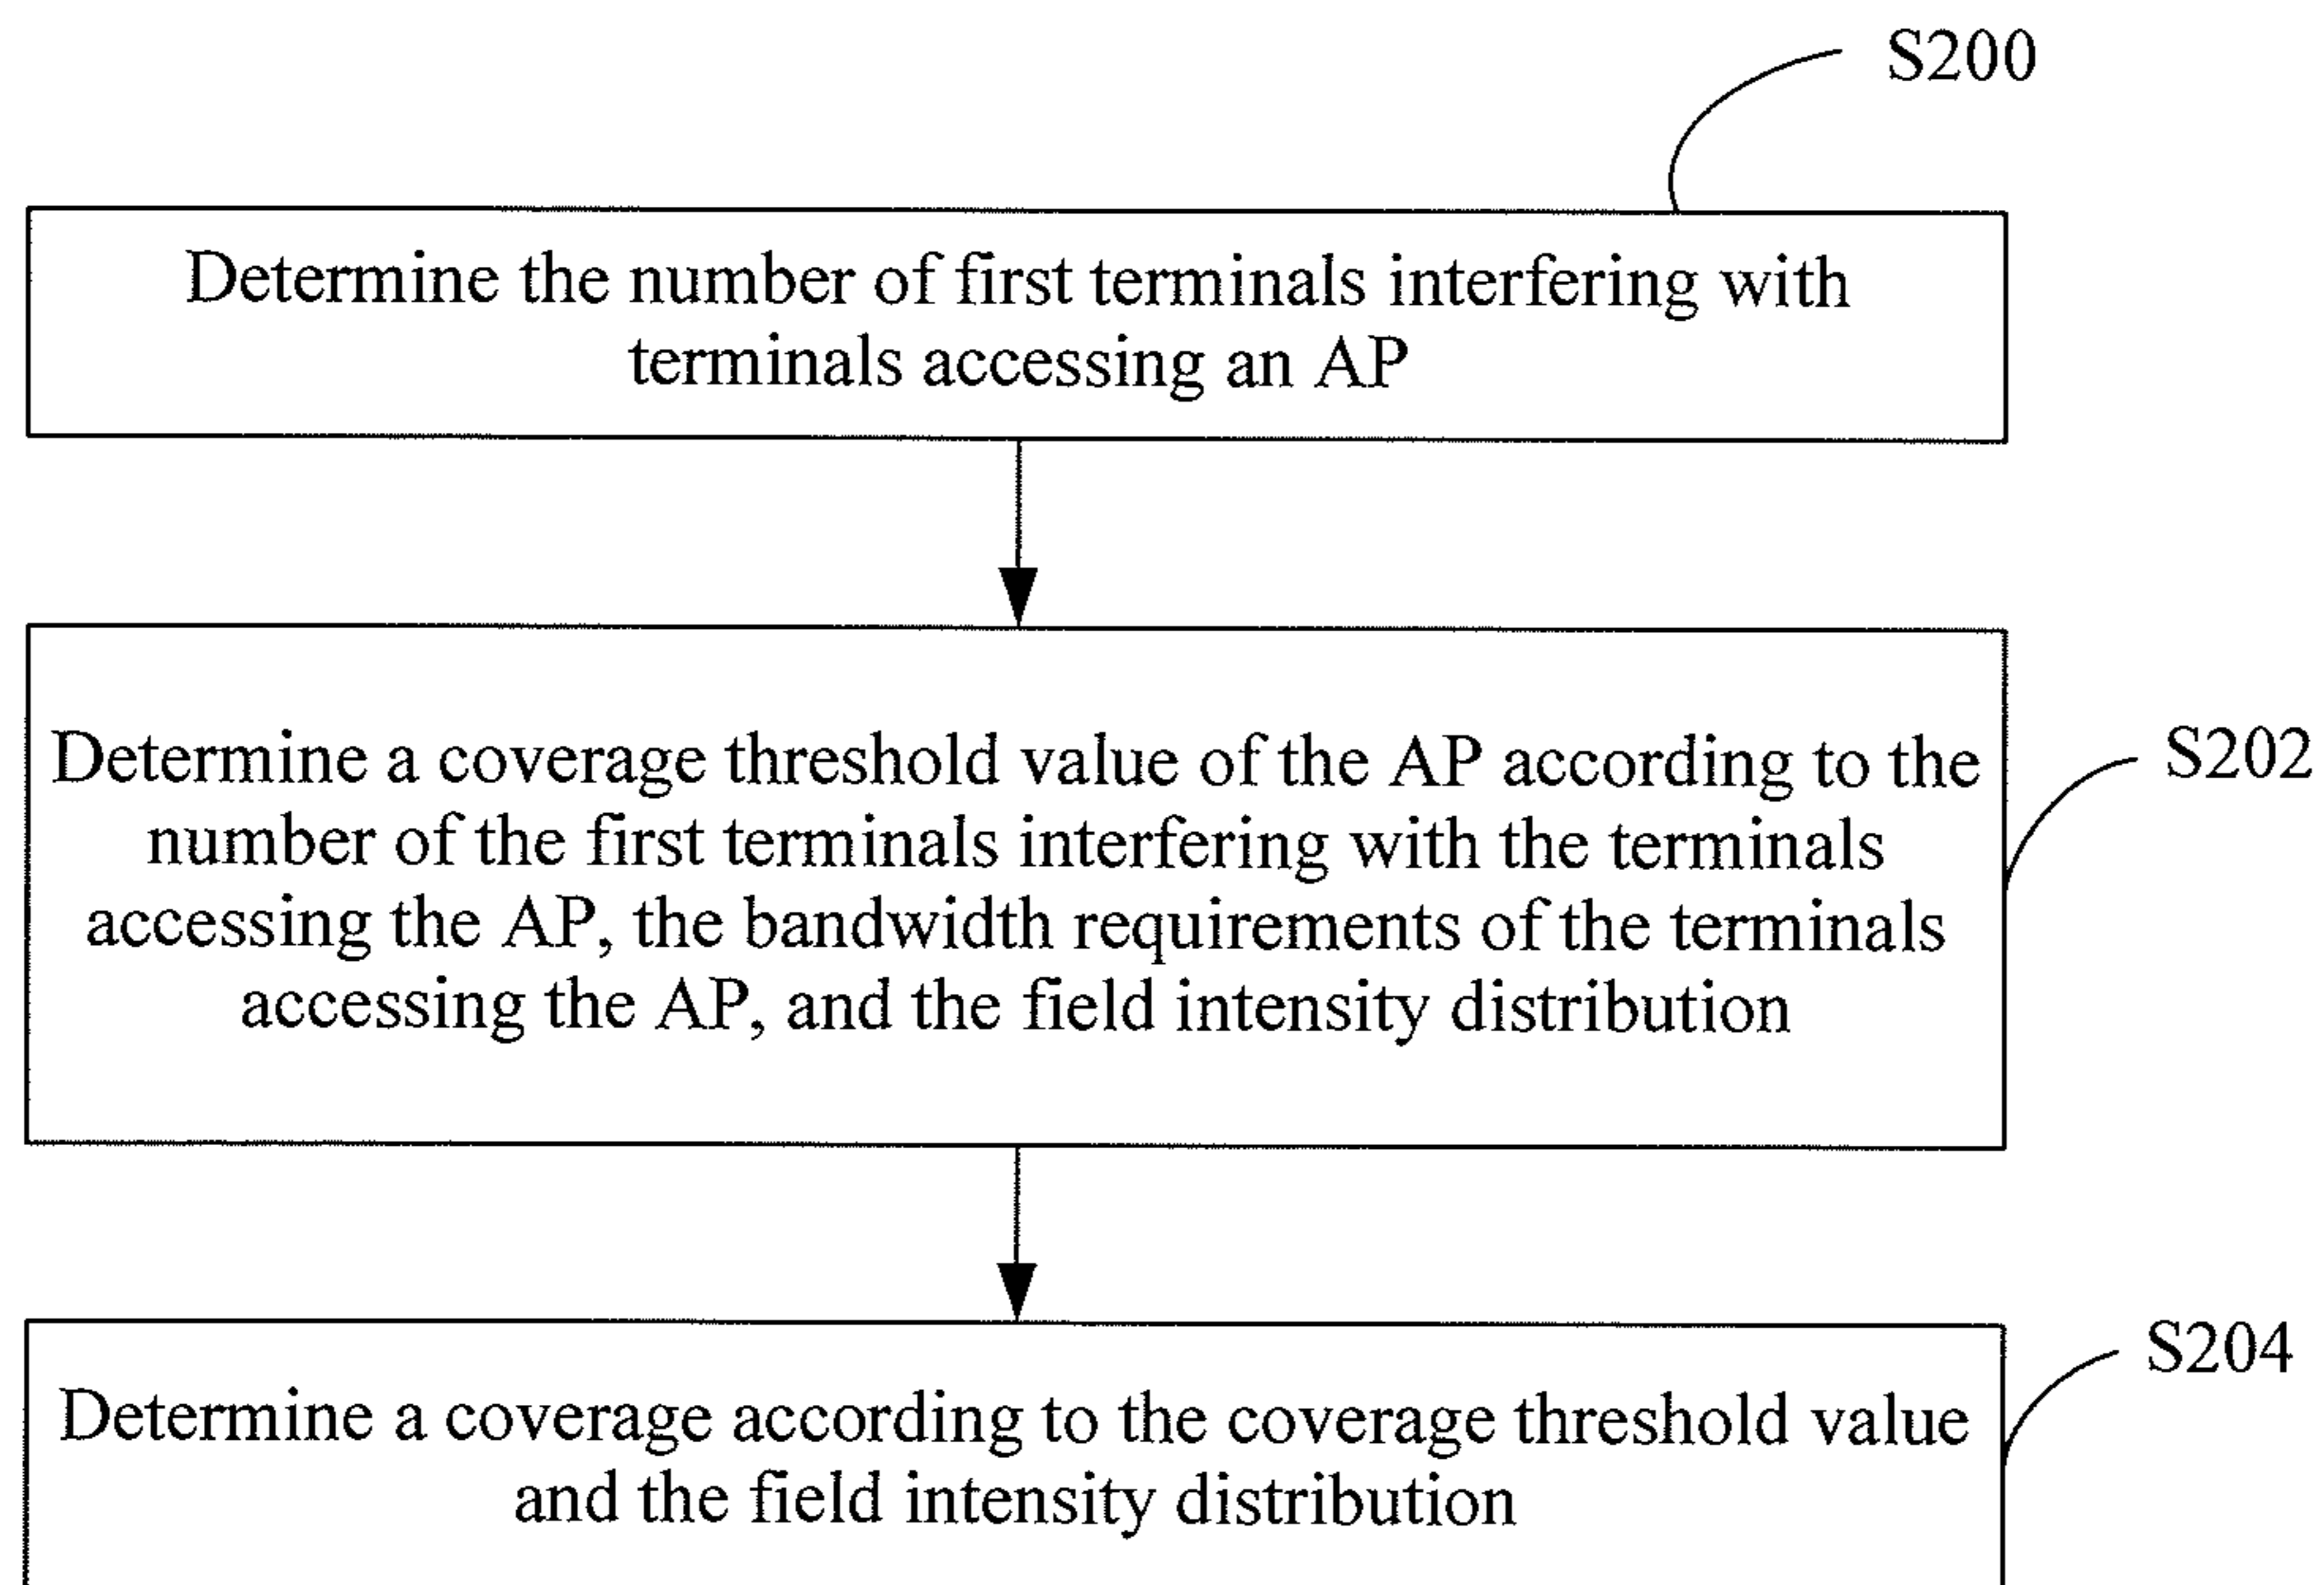 S200
Determine the number of first terminals interfering with
terminals accessing an AP
Determine a coverage threshold value of the AP according to the
number of the first terminals interfering with the terminals
accessing the AP, the bandwidth requirements of the terminals
accessing the AP, and the field intensity distribution
S202
Determine a coverage according to the coverage threshold value
and the field intensity distribution
S204